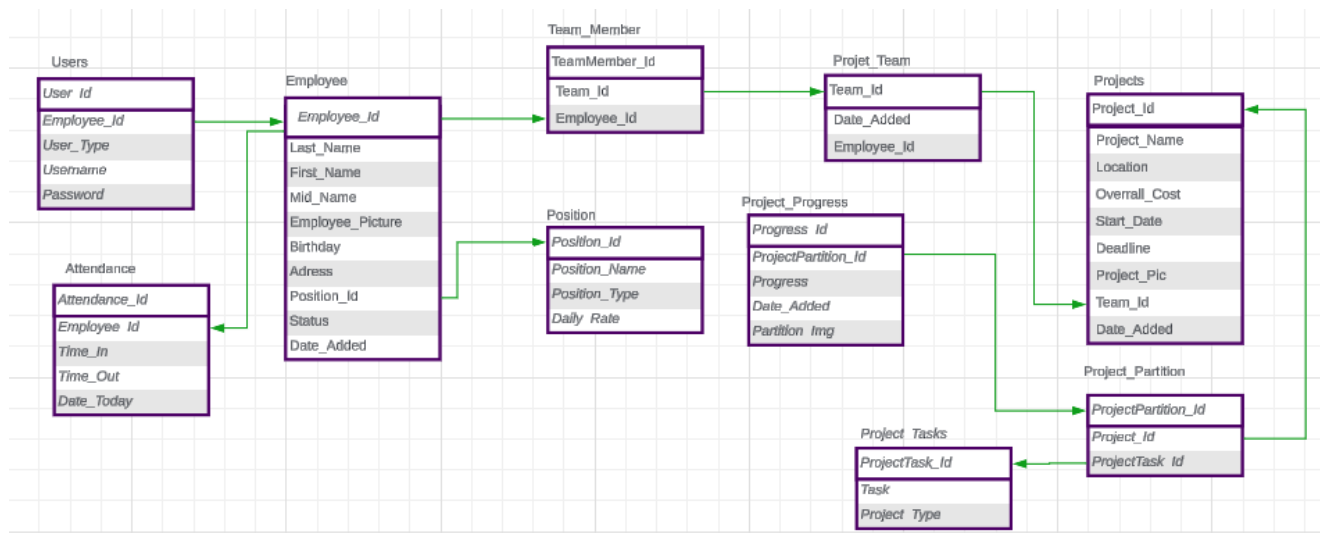 Users
User_Id
Employee_Id
User_Type
Username
Password
Attendance
Attendance_Id
Employee_Id
Time_In
Time_Out
Date_Today
Employee
Employee_Id
Last_Name
First_Name
Mid_Name
Employee_Picture
Birthday
Adress
Position_Id
Status
Date_Added
Team_Member
TeamMember_Id
Team_Id
Employee_Id
Position
Position_Id
Position_Name
Position_Type
Daily_Rate
Projet_Team
Team_Id
Date_Added
Employee_Id
Project_Progress
Progress_Id
ProjectPartition_Id
Progress
Date_Added
Partition_Img
Projects
Project_Id
Project_Name
Location
Overrall_Cost
Start_Date
Deadline
Project_Pic
Team_Id
Date_Added
Project_Partition
ProjectPartition_Id
Project_Id
ProjectTask_Id
Project_Tasks
ProjectTask_Id
Task
Project_Type